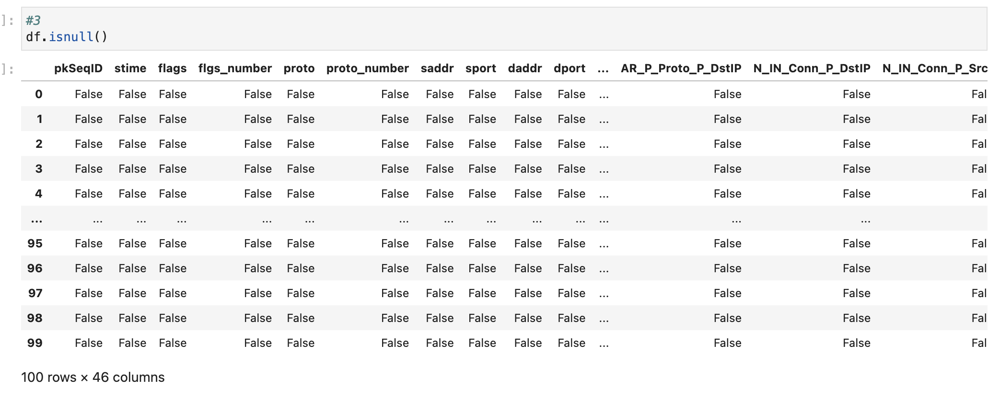 ]:
#3
df.isnull()
]:
pkSeqID stime flags flgs_number proto proto_number saddr sport daddr dport ... AR_P_Proto_P_DstIP N_IN_Conn_P_DstIP N_IN_Conn_P_Src
0 False False False False False False False False False False ... False False Fal
1 False False False False False False False False False False ... False False Fal
2 False False False False False False False False False False ... False False Fal
3 False False False False False False False False False False ... False False Fal
4 False False False False False False False False False False ... False False Fal
... ... ... ... ... ... ... ... ... ... ... ... ... ...
95 False False False False False False False False False False ... False False Fal
96 False False False False False False False False False False ... False False Fal
97 False False False False False False False False False False ... False False Fal
98 False False False False False False False False False False ... False False Fal
99 False False False False False False False False False False ... False False Fal
100 rows × 46 columns